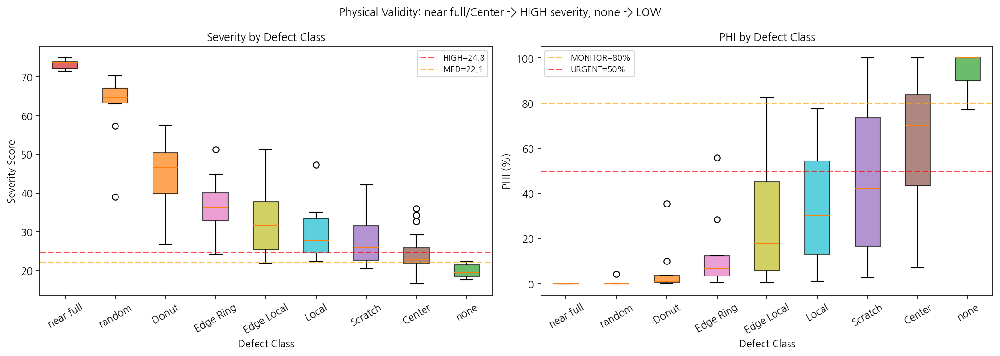 Physical Validity: near full/Center -> HIGH severity, none -> LOW
Severity by Defect Class
HIGH=24.8
MED=22.1
Severity Score
70
60
50
40
30
20
near full
random
Donut
Edge Ring
Edge Local
Local
Scratch
Center
none
Defect Class
PHI by Defect Class
MONITOR=80%
URGENT=50%
PHI (%)
100
80
60
40
20
0
near full
random
Donut
Edge Ring
Edge Local
Local
Scratch
Center
none
Defect Class